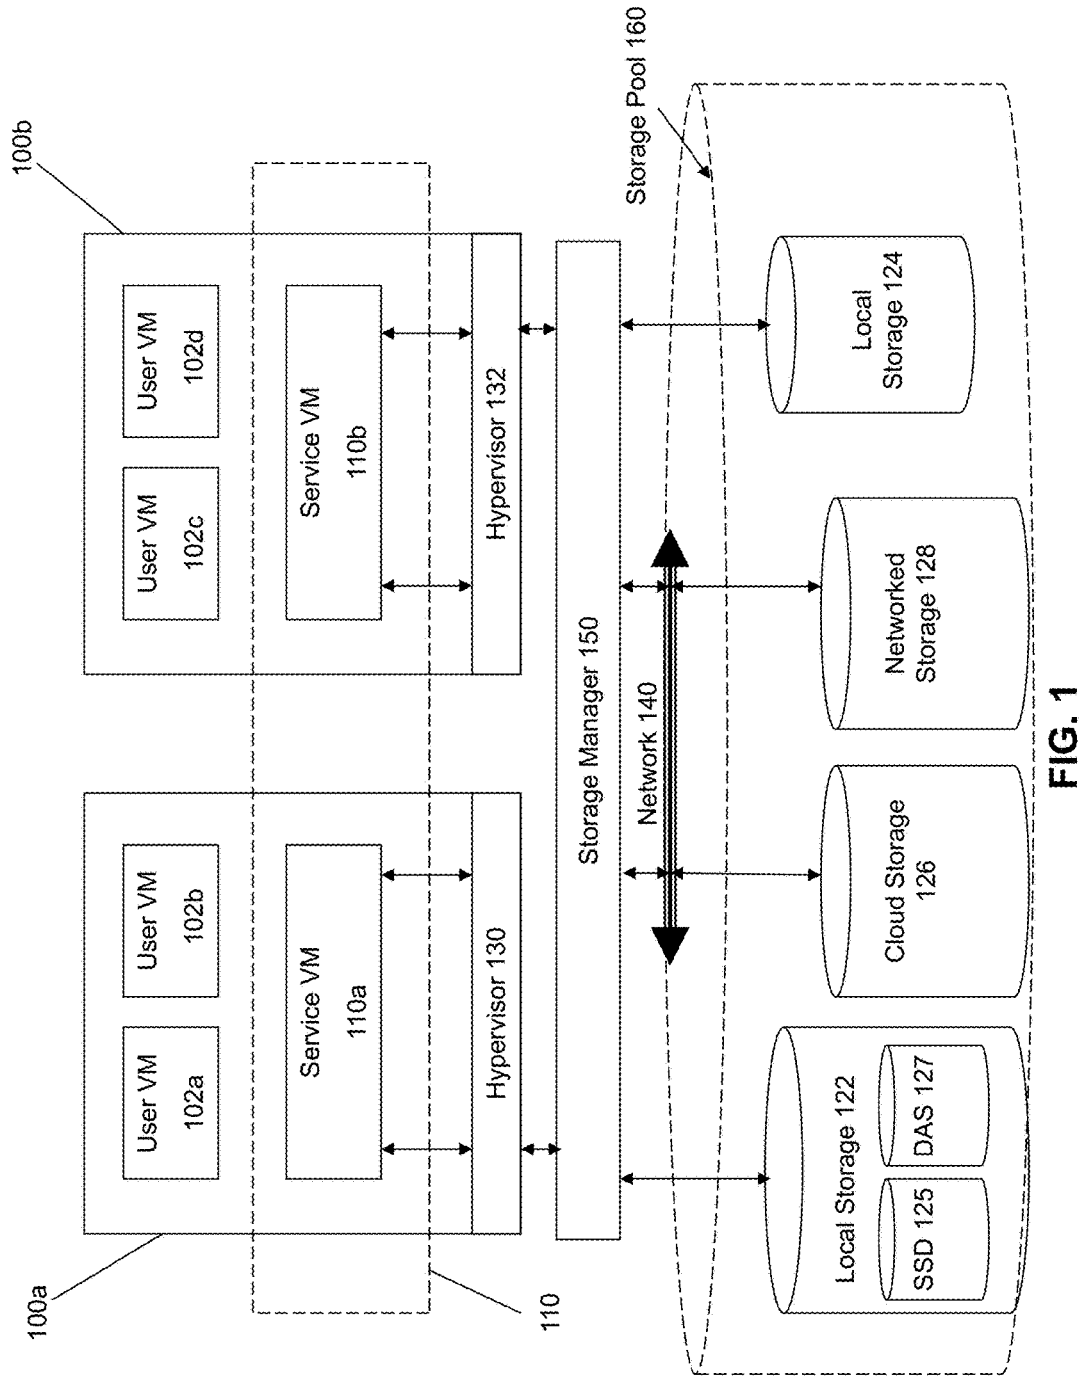 100a
100b
User VM
102a
User VM
102b
User VM
102c
User VM
102d
Service VM
110a
Service VM
110b
Hypervisor 130
Hypervisor 132
110
Storage Manager 150
Network 140
Storage Pool 160
Local Storage 122
SSD 125
DAS 127
Cloud Storage
126
Networked
Storage 128
Local
Storage 124
FIG. 1